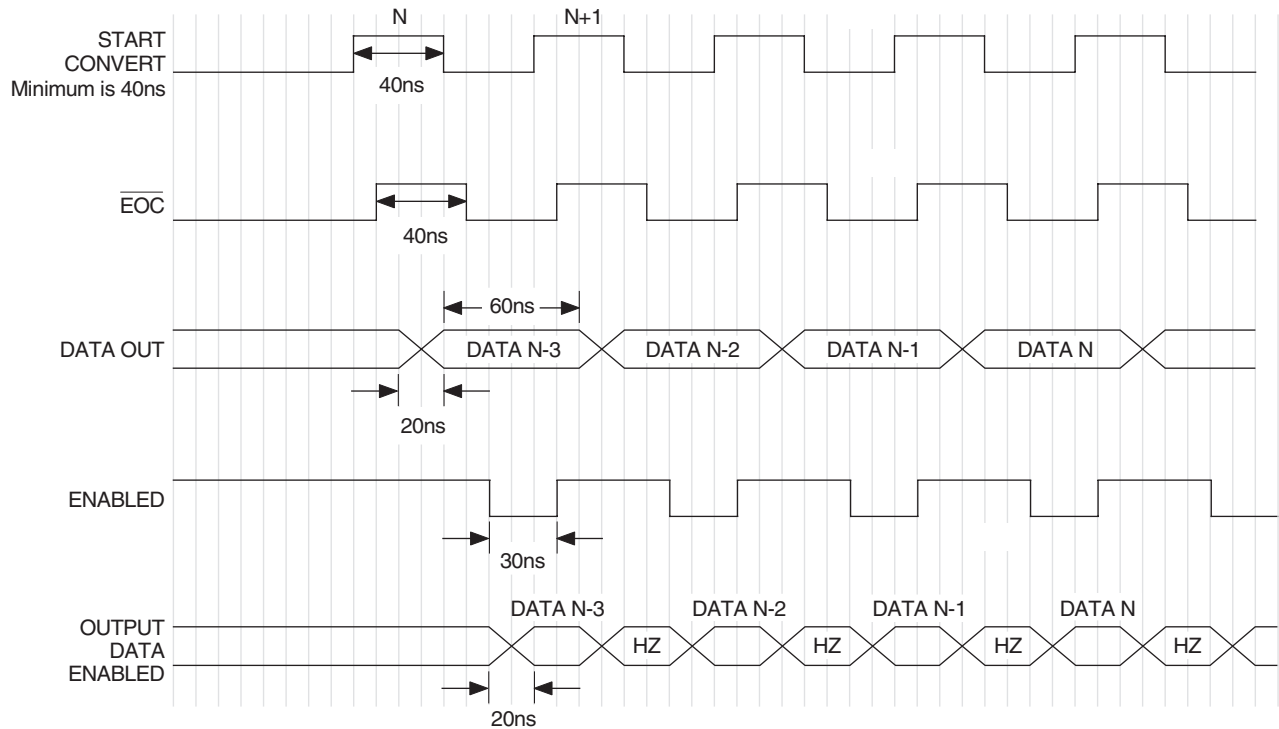 N
N+1
START
CONVERT
Minimum is 40ns
40ns
EOC
40ns
60ns
DATA OUT
DATA N-3
DATA N-2
DATA N-1
DATA N
20ns
ENABLED
30ns
DATA N-3
DATA N-2
DATA N-1
DATA N
OUTPUT
DATA
ENABLED
HZ
HZ
HZ
HZ
20ns